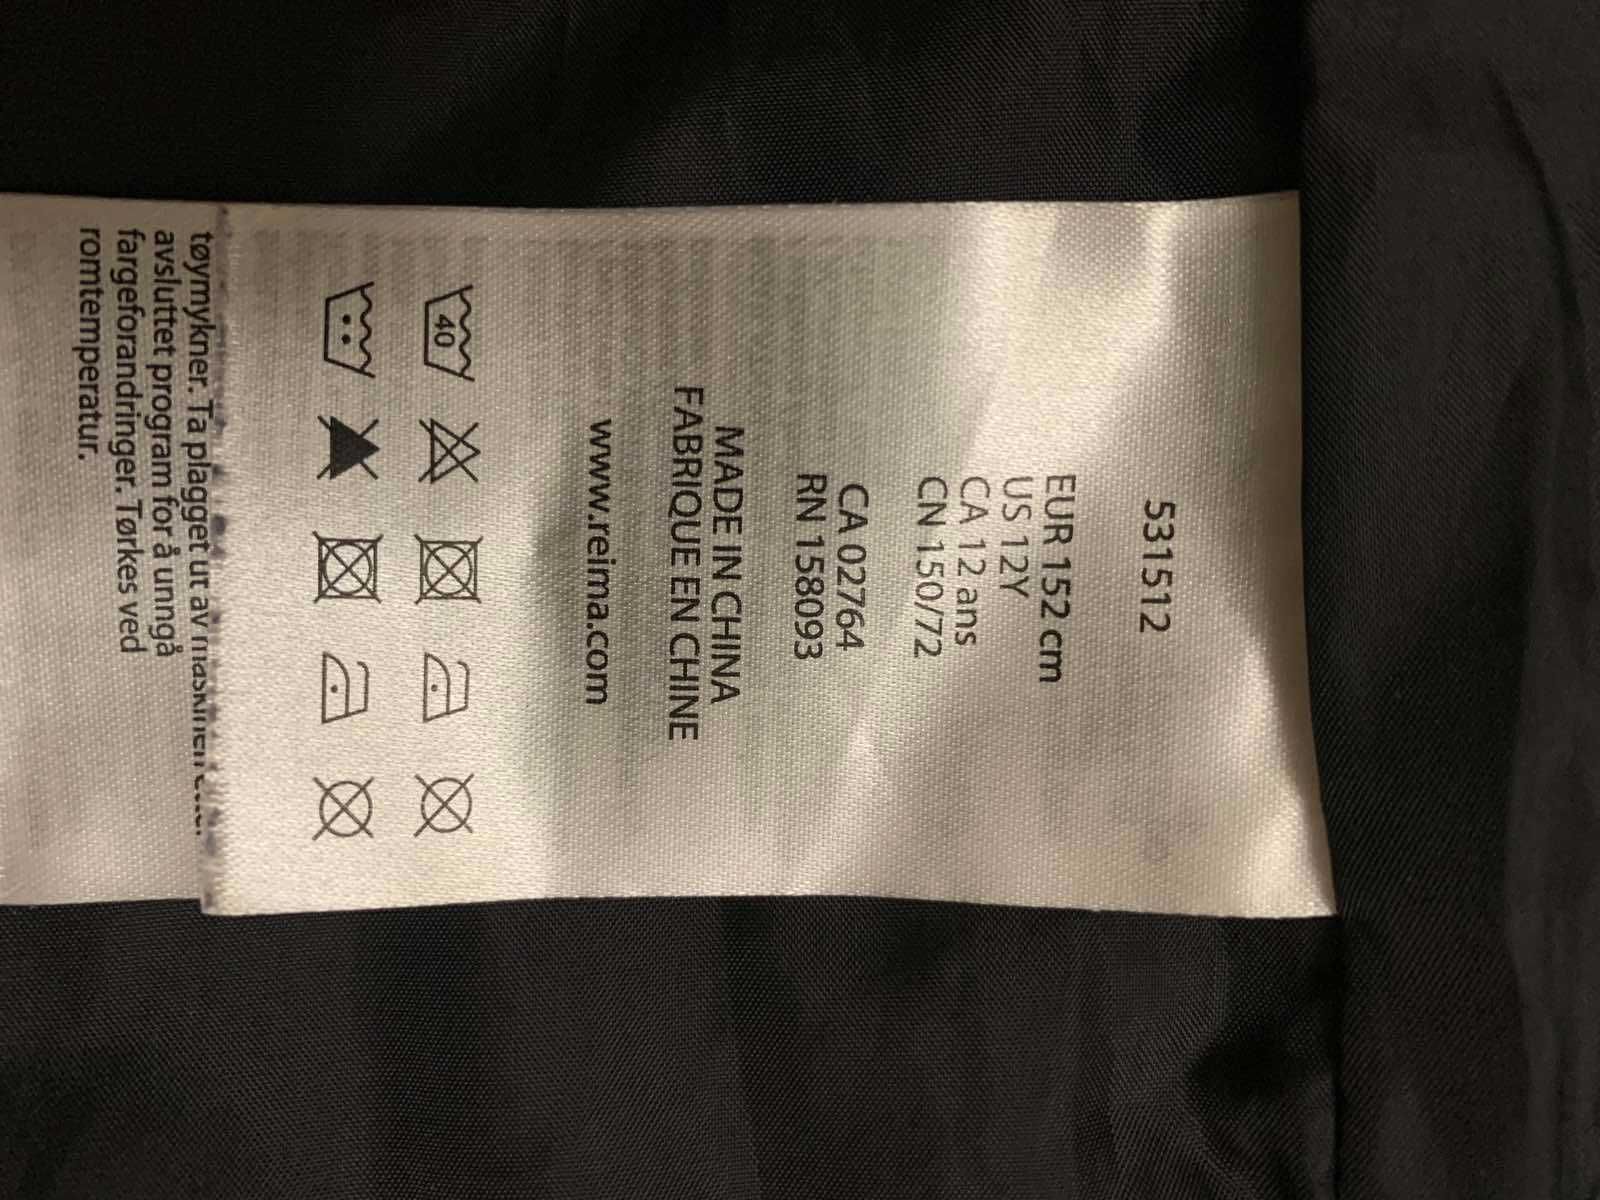 531512
EUR 152 cm
US 12Y
CA 12 ans
CN 150/72
CA 02764
RN 158093
MADE IN CHINA
FABRIQUE EN CHINE
www.reima.com
40
tøymykner. Ta plagget ut av maskinen etter
avsluttet program for å unngå
fargeforandringer. Tørkes ved
romtemperatur.